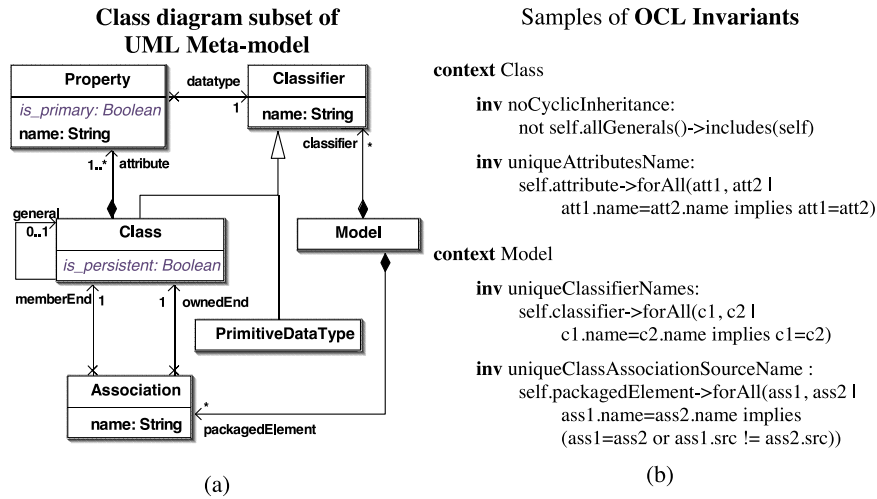 Class diagram subset of
UML Meta-model
Property
is_primary: Boolean
name: String
datatype
1
Classifier
name: String
classifier
*
1..*
attribute
general
0..1
Class
is_persistent: Boolean
Model
memberEnd
1
1
ownedEnd
PrimitiveDataType
Association
name: String
*
packagedElement
(a)
Samples of OCL Invariants
context Class
inv noCyclicInheritance:
not self.allGenerals()->includes(self)
inv uniqueAttributesName:
self.attribute->forAll(att1, att2 |
att1.name=att2.name implies att1=att2)
context Model
inv uniqueClassifierNames:
self.classifier->forAll(c1, c2 |
c1.name=c2.name implies c1=c2)
inv uniqueClassAssociationSourceName :
self.packagedElement->forAll(ass1, ass2 |
ass1.name=ass2.name implies
(ass1=ass2 or ass1.src != ass2.src))
(b)